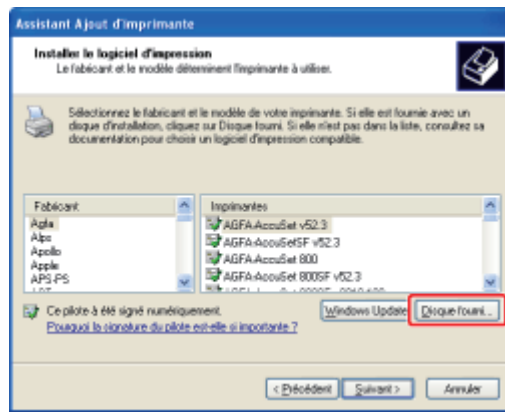 Assistant Ajout d'imprimante
Installer le logiciel d'impression
Le fabricant et le modèle déterminent l'imprimante à utiliser.
Sélectionnez le fabricant et le modèle de votre imprimante. Si elle est fournie avec un
disque d'installation, cliquez sur Disque fourni. Si elle n'est pas dans la liste, consultez sa
documentation pour choisir un logiciel d'impression compatible.
Fabricant
Agfa
Alps
Apollo
Apple
APS-PS
Imprimantes
AGFA-AccuSet v52.3
AGFA-AccuSetSF v52.3
AGFA-AccuSet 800
AGFA-AccuSet 800SF v52.3
Ce pilote a été signé numériquement.
Pourquoi la signature du pilote est-elle si importante ?
Windows Update
Disque fourni...
< Précédent
Suivant >
Annuler